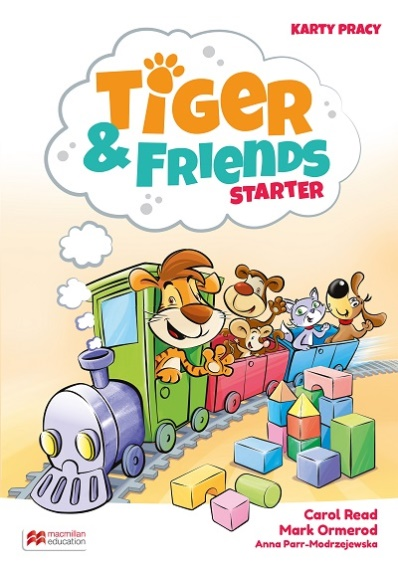 KARTY PRACY
TiGER
& FRiENDS
STARTER
Carol Read
Mark Ormerod
Anna Parr-Modrzejewska
macmillan
education